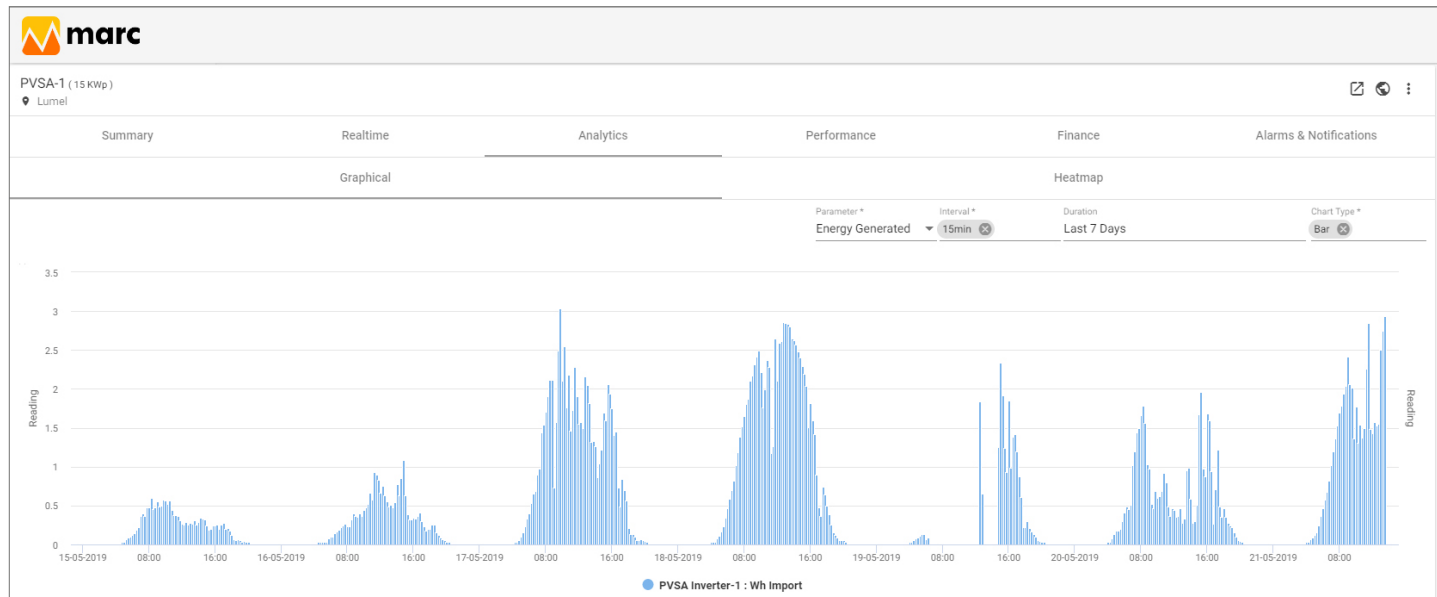 marc
PVSA-1 ( 15 KWp )
Lumel
Summary Realtime Analytics Performance Finance Alarms & Notifications
Graphical Heatmap
Parameter * Interval * Duration Chart Type *
Energy Generated 15min Last 7 Days Bar
3.5
3
2.5
2
1.5
1
0.5
0
Reading
Reading
15-05-2019 08:00 16:00 16-05-2019 08:00 16:00 17-05-2019 08:00 16:00 18-05-2019 08:00 16:00 19-05-2019 08:00 16:00 20-05-2019 08:00 16:00 21-05-2019 08:00
PVSA Inverter-1 : Wh Import